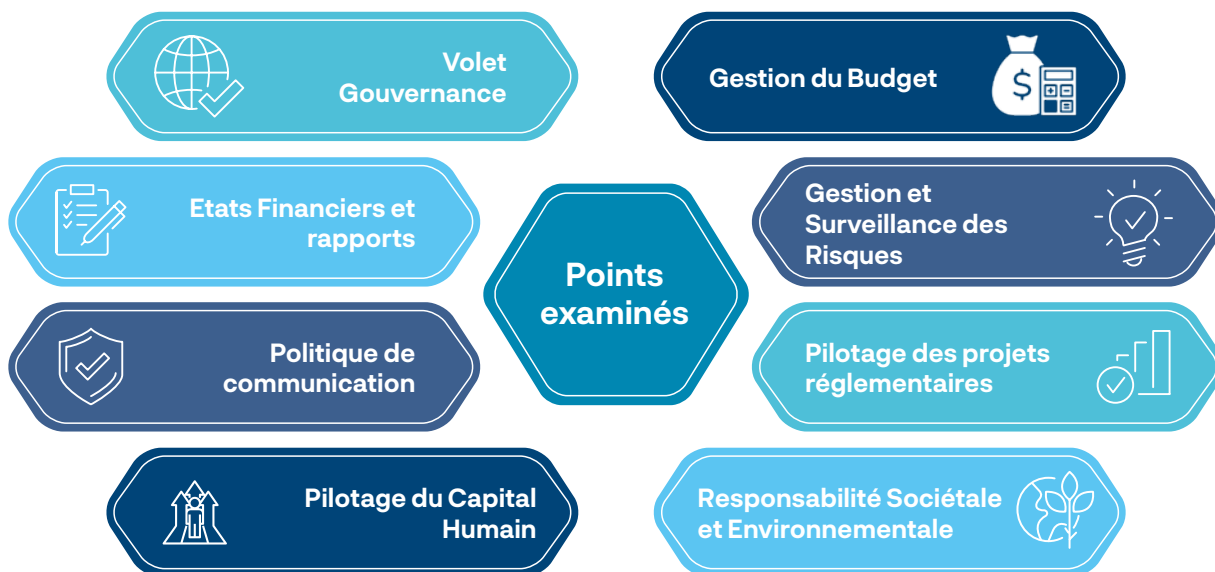 Volet
Gouvernance
Gestion du Budget
$
Etats Financiers et
rapports
Gestion et
Surveillance des
Risques
Points
examinés
Politique de
communication
Pilotage des projets
réglementaires
Pilotage du Capital
Humain
Responsabilité Sociétale
et Environnementale